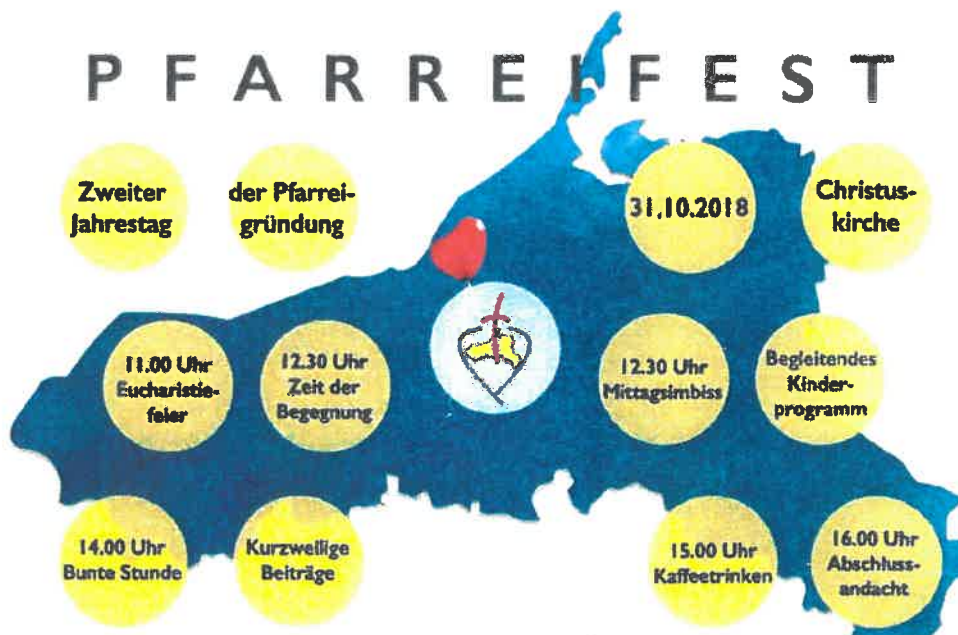 PFARREIFEST
Zweiter
Jahrestag
der Pfarrei-
gründung
31.10.2018
Christus-
kirche
11.00 Uhr
Eucharistie-
feier
12.30 Uhr
Zeit der
Begegnung
12.30 Uhr
Mittagsimbiss
Begleitendes
Kinder-
programm
14.00 Uhr
Bunte Stunde
Kurzweilige
Beiträge
15.00 Uhr
Kaffeetrinken
16.00 Uhr
Abschluss-
andacht